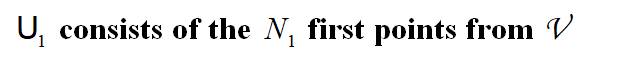 U₁ consists of the N₁ first points from 𝒱